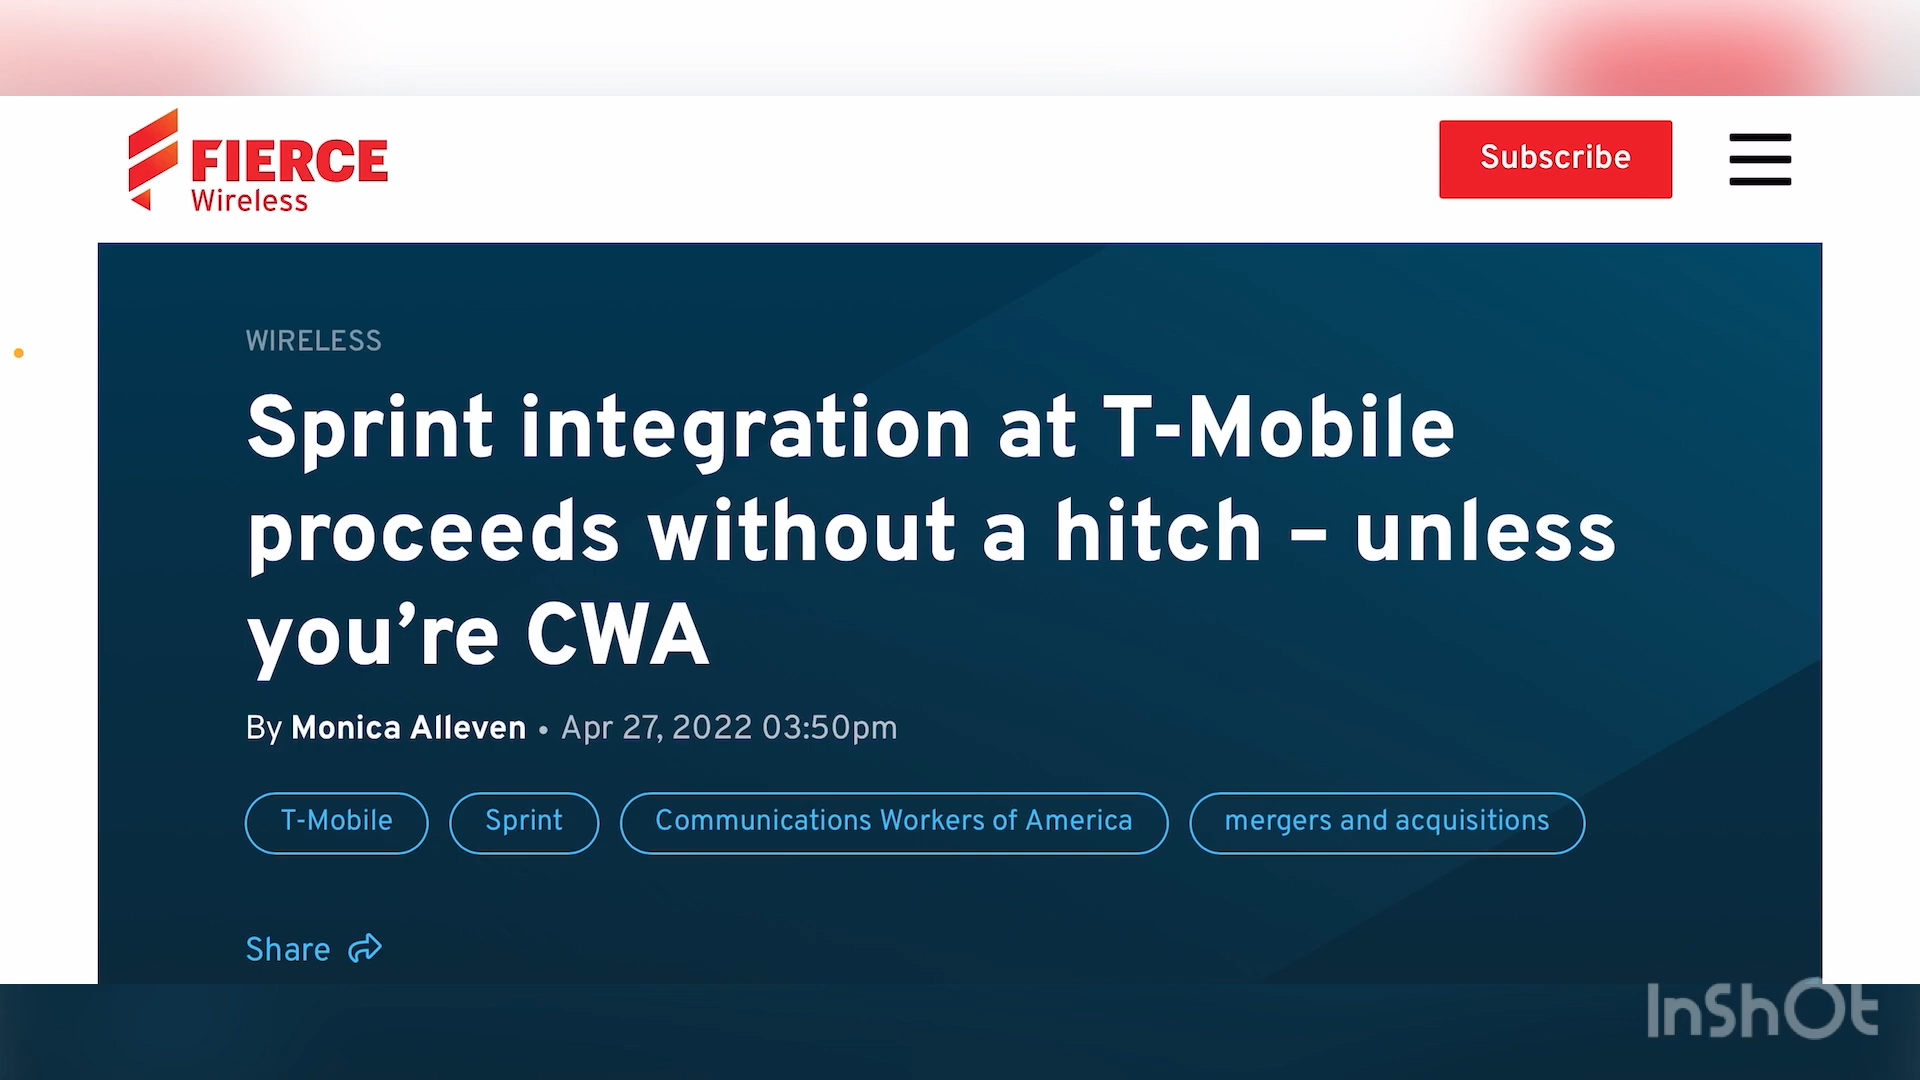 FIERCE
Wireless
Subscribe
WIRELESS
Sprint integration at T-Mobile
proceeds without a hitch – unless
you’re CWA
By Monica Alleven • Apr 27, 2022 03:50pm
T-Mobile
Sprint
Communications Workers of America
mergers and acquisitions
Share
InShOt